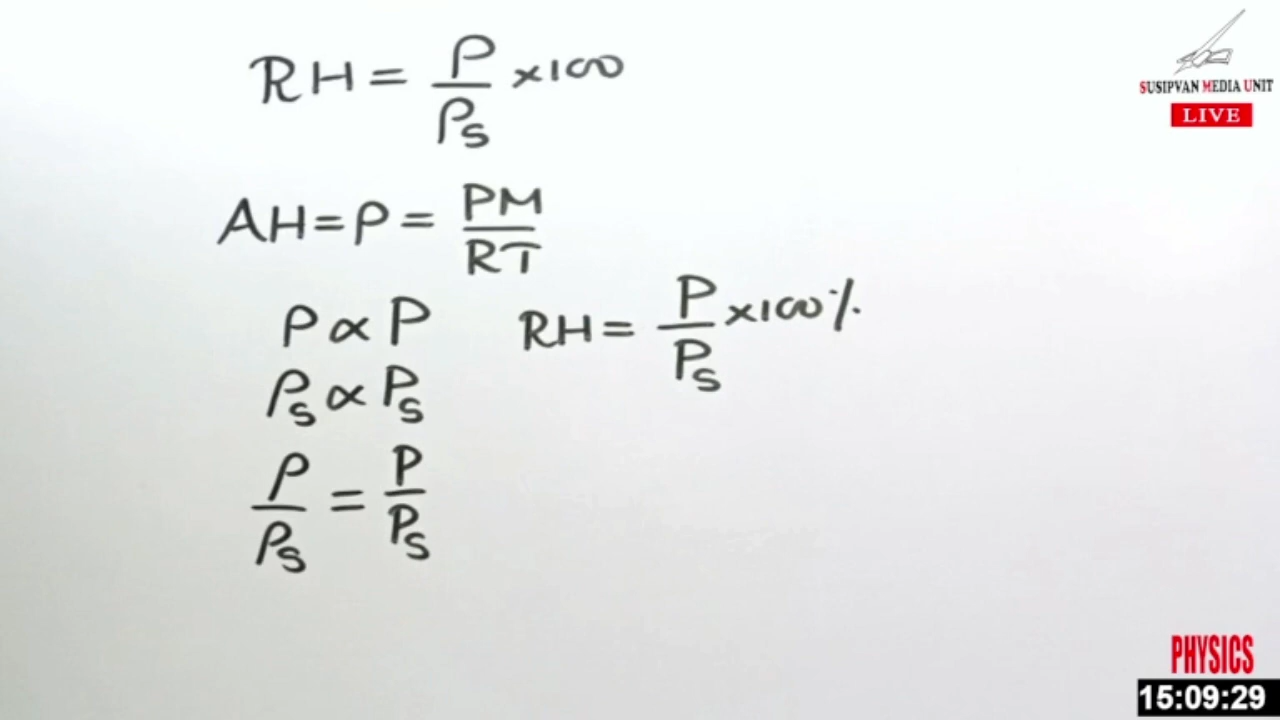 RH = ρ/ρs ×100
AH = ρ = PM/RT
ρ ∝ P
RH = P/Ps ×100%
ρs ∝ Ps
ρ/ρs = P/Ps
SUSIPVAN MEDIA UNIT
LIVE
PHYSICS
15:09:29